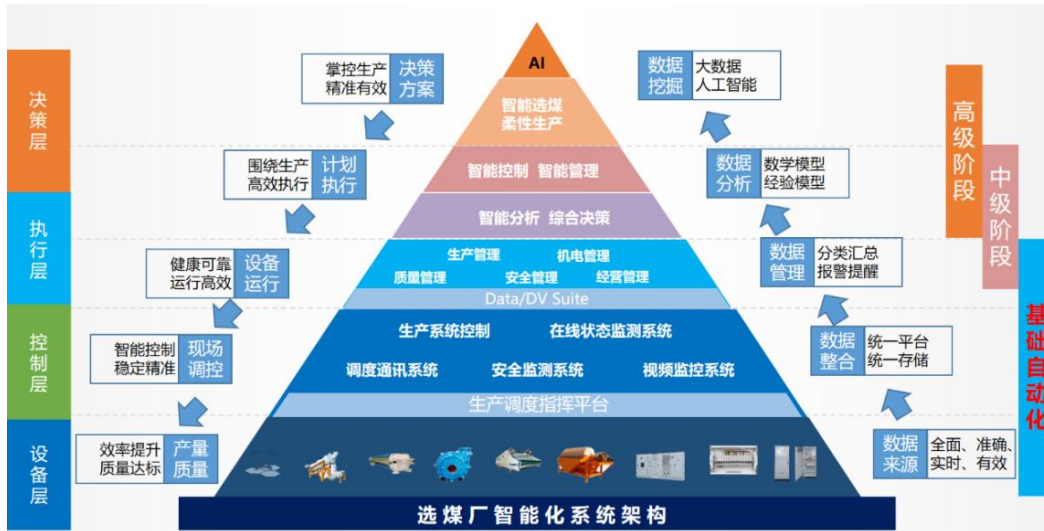 AI
智能选煤
柔性生产
智能控制 智能管理
智能分析 综合决策
生产管理 机电管理
质量管理 安全管理 经营管理
Data/DV Suite
生产系统控制 在线状态监测系统
调度通讯系统 安全监测系统 视频监控系统
生产调度指挥平台
选煤厂智能化系统架构
决策层
执行层
控制层
设备层
掌控生产
精准有效
决策
方案
围绕生产
高效执行
计划
执行
健康可靠
运行高效
设备
运行
智能控制
稳定精准
现场
调控
效率提升
质量达标
产量
质量
数据
挖掘
大数据
人工智能
数据
分析
数学模型
经验模型
数据
管理
分类汇总
报警提醒
数据
整合
统一平台
统一存储
数据
来源
全面、准确、
实时、有效
高级阶段
中级阶段
基础自动化